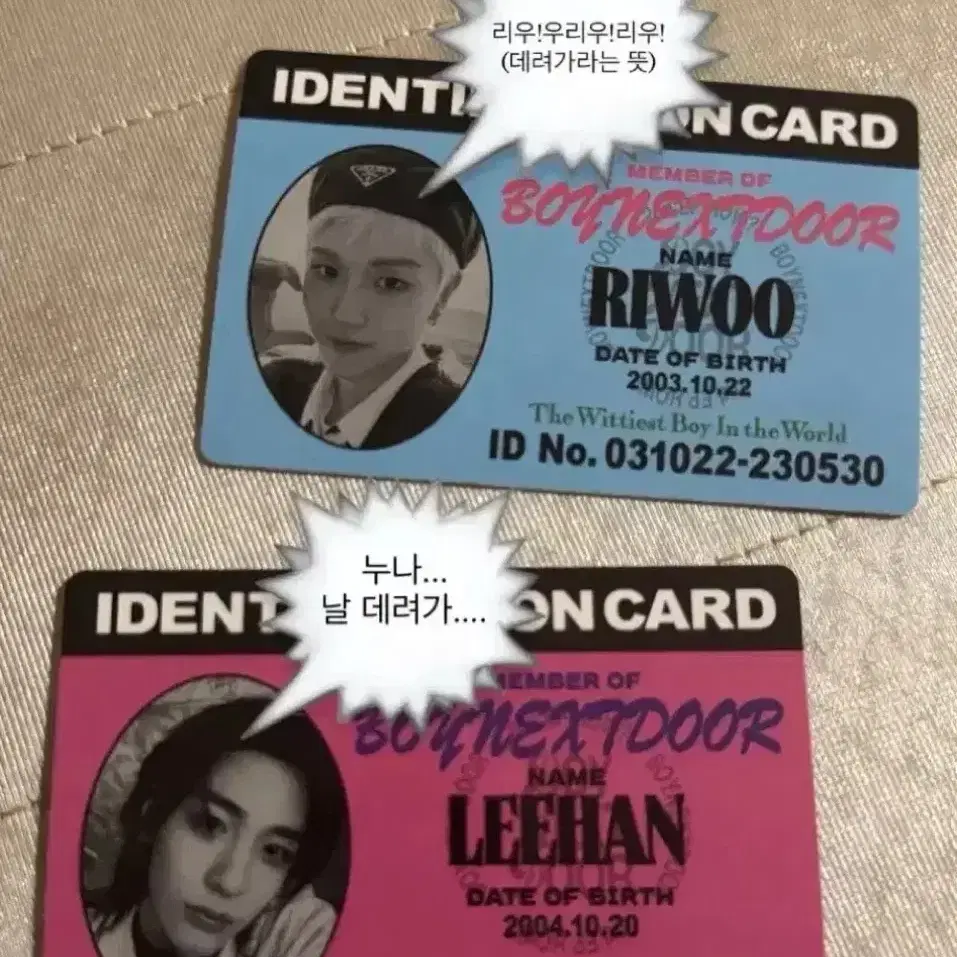 리우!우리우!리우!
(데려가라는 뜻)
ON CARD
MEMBER OF
BOYNEXTDOOR
NAME
RIWOO
DATE OF BIRTH
2003.10.22
The Wittiest Boy In the World
ID No. 031022-230530
누나...
날 데려가....
ON CARD
MEMBER OF
BOYNEXTDOOR
NAME
LEEHAN
DATE OF BIRTH
2004.10.20